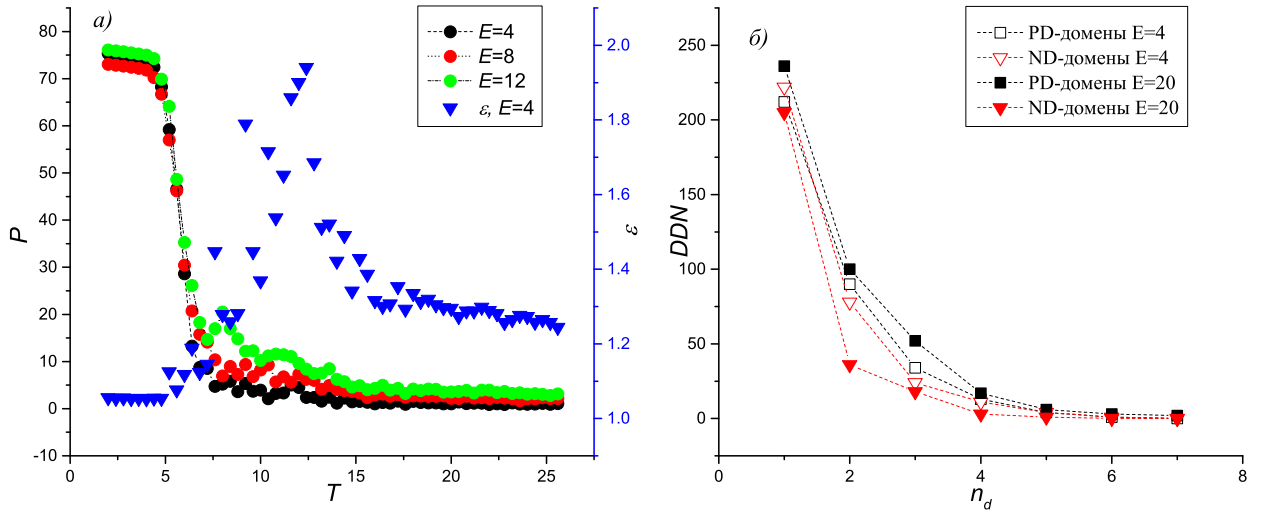 а)
E=4
E=8
E=12
ε, E=4
80
70
60
50
40
30
20
10
0
-10
P
0
5
10
15
20
25
T
2.0
1.8
1.6
1.4
1.2
1.0
ε
б)
PD-домены E=4
ND-домены E=4
PD-домены E=20
ND-домены E=20
250
200
150
100
50
0
DDN
0
2
4
6
8
n_d